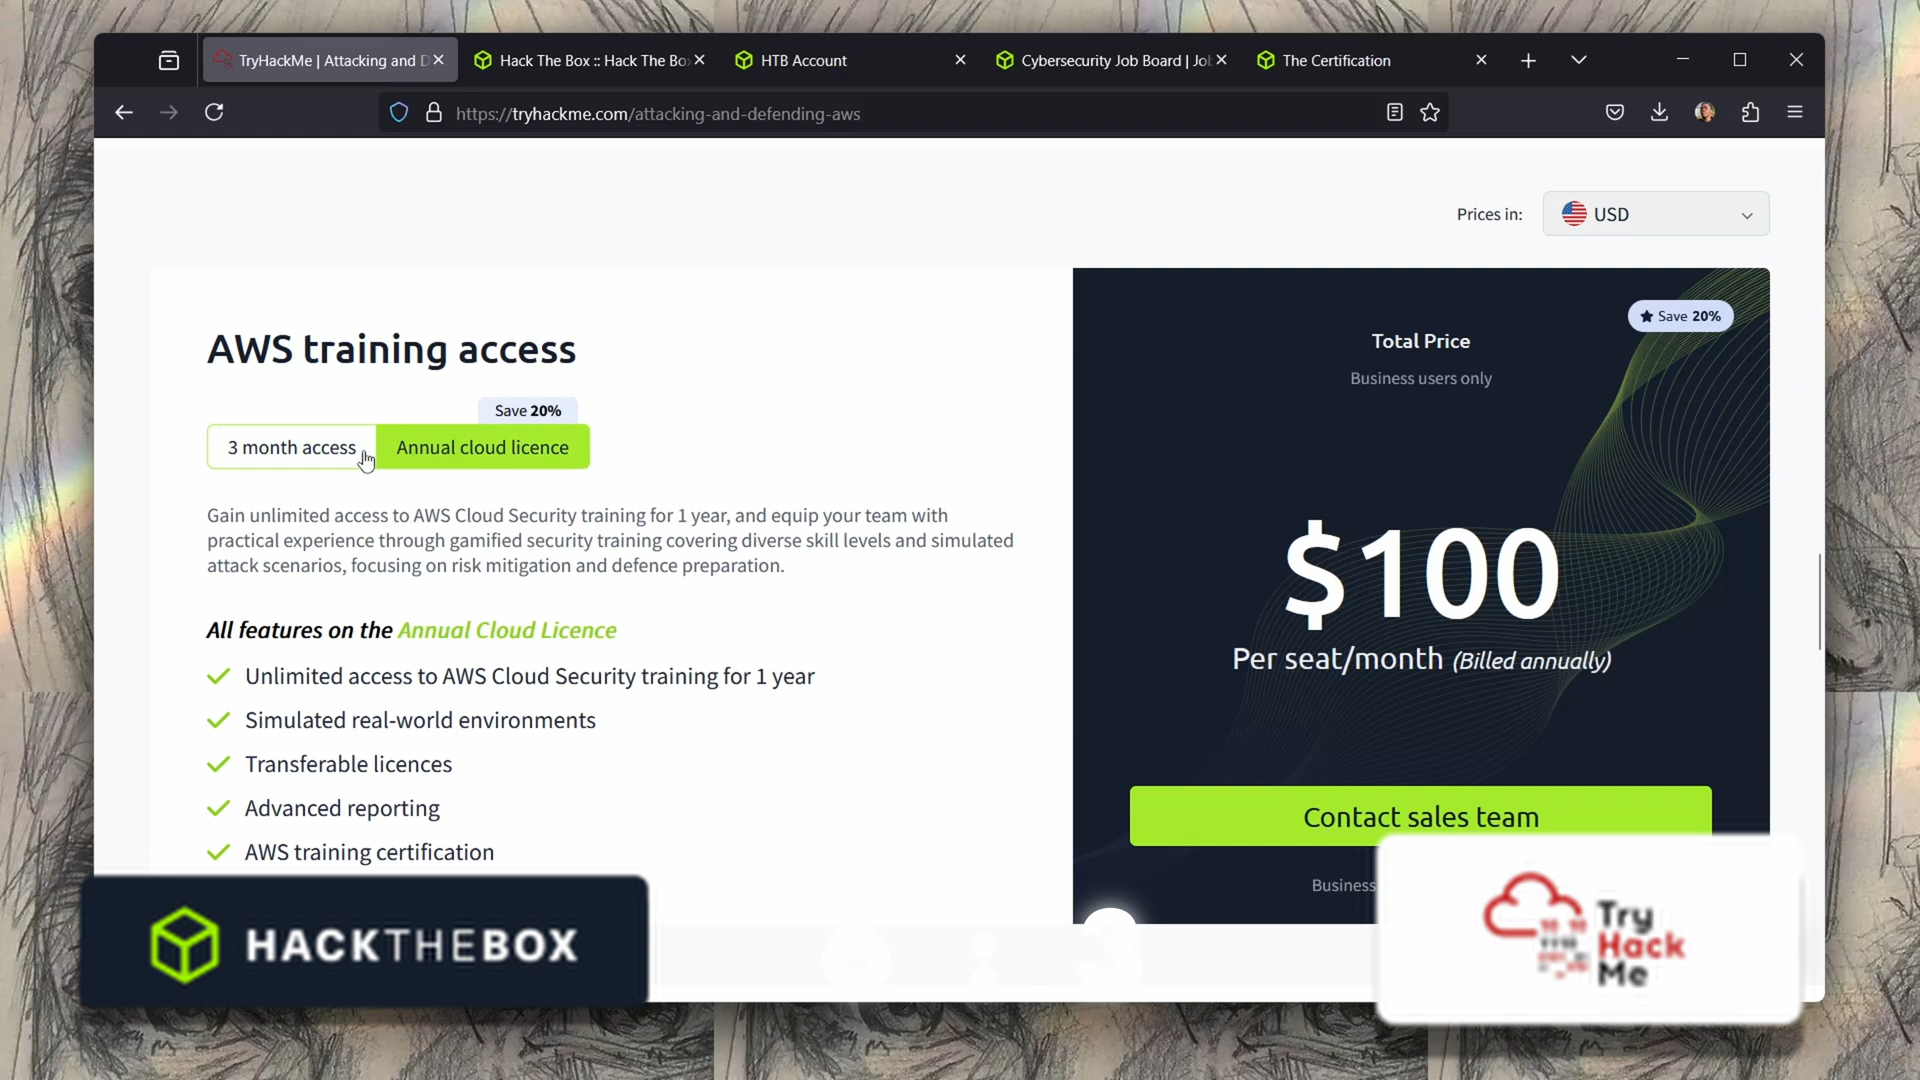 TryHackMe | Attacking and D
Hack The Box :: Hack The Bo
HTB Account
Cybersecurity Job Board | Jo
The Certification
https://tryhackme.com/attacking-and-defending-aws
Prices in:
USD
AWS training access
Save 20%
3 month access
Annual cloud licence
Gain unlimited access to AWS Cloud Security training for 1 year, and equip your team with
practical experience through gamified security training covering diverse skill levels and simulated
attack scenarios, focusing on risk mitigation and defence preparation.
All features on the Annual Cloud Licence
Unlimited access to AWS Cloud Security training for 1 year
Simulated real-world environments
Transferable licences
Advanced reporting
AWS training certification
Save 20%
Total Price
Business users only
$100
Per seat/month (Billed annually)
Contact sales team
Business
HACKTHEBOX
3
Try
Hack
Me